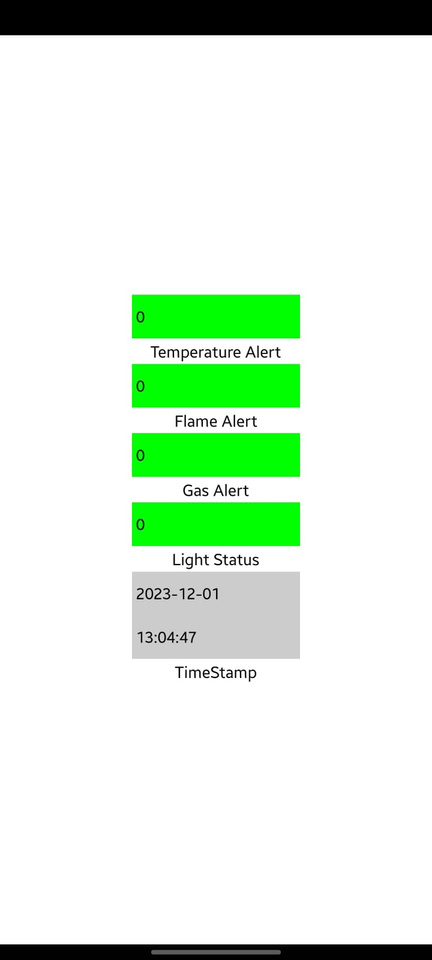 0
Temperature Alert
0
Flame Alert
0
Gas Alert
0
Light Status
2023-12-01
13:04:47
TimeStamp